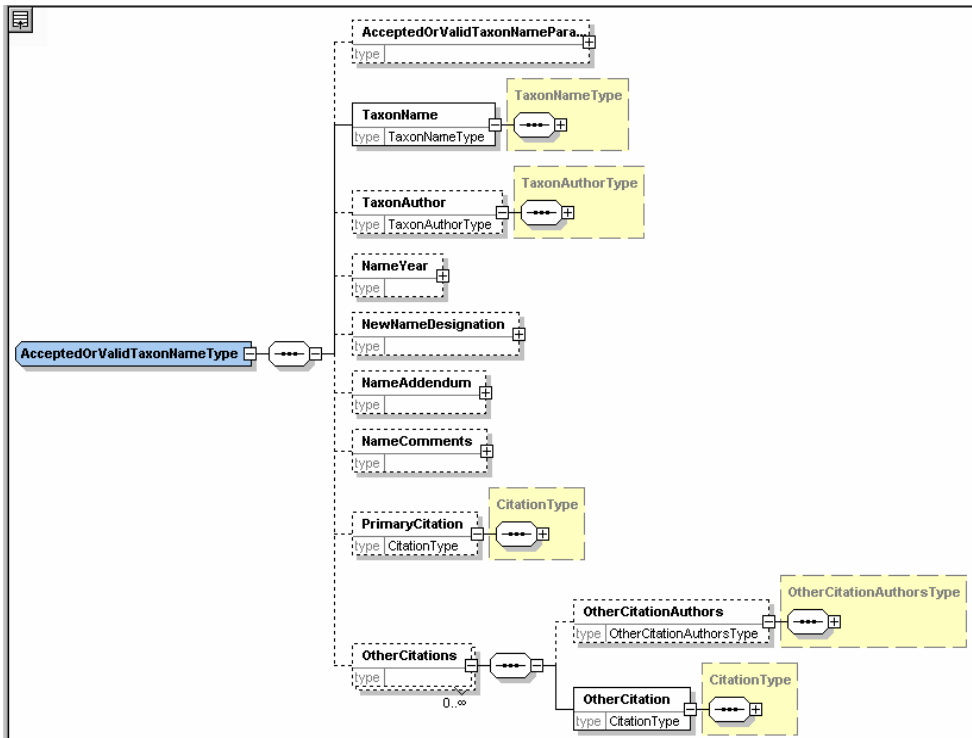 AcceptedOrValidTaxonNamePara...
type
TaxonNameType
TaxonName
type TaxonNameType
TaxonAuthorType
TaxonAuthor
type TaxonAuthorType
NameYear
type
NewNameDesignation
type
AcceptedOrValidTaxonNameType
NameAddendum
type
NameComments
type
CitationType
PrimaryCitation
type CitationType
OtherCitationAuthorsType
OtherCitationAuthors
type OtherCitationAuthorsType
OtherCitations
type
0..∞
CitationType
OtherCitation
type CitationType